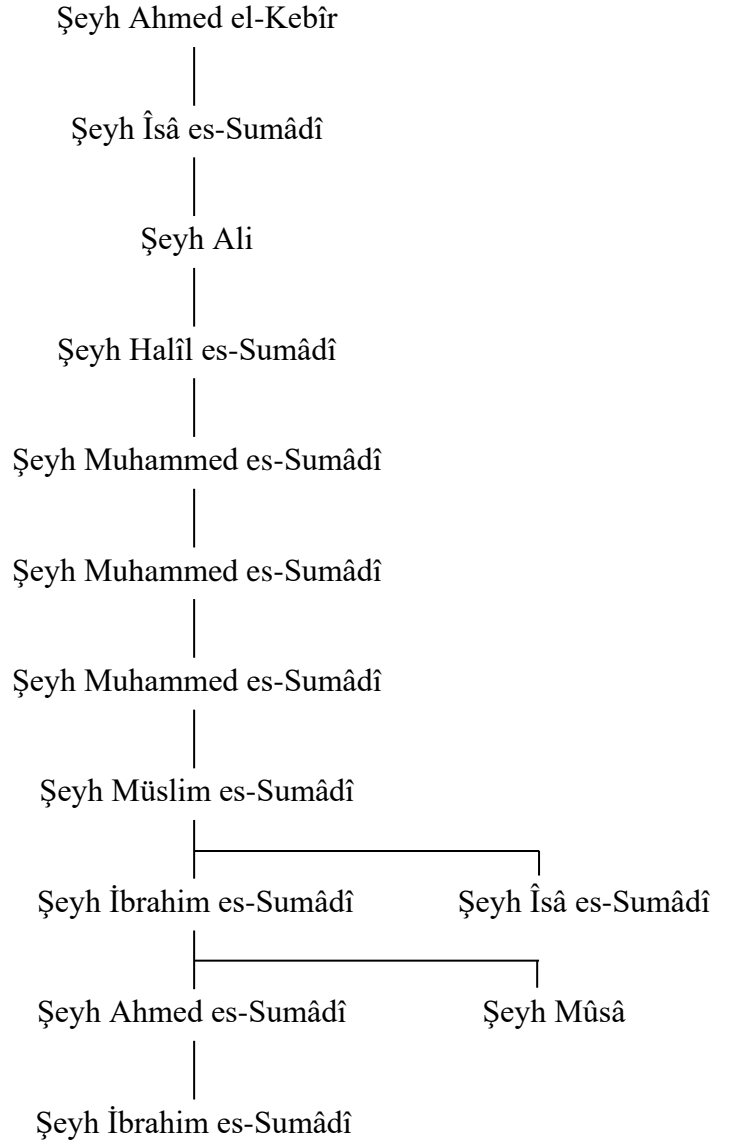 Şeyh Ahmed el-Kebîr
Şeyh Îsâ es-Sumâdî
Şeyh Ali
Şeyh Halîl es-Sumâdî
Şeyh Muhammed es-Sumâdî
Şeyh Muhammed es-Sumâdî
Şeyh Muhammed es-Sumâdî
Şeyh Müslim es-Sumâdî
Şeyh İbrahim es-Sumâdî Şeyh Îsâ es-Sumâdî
Şeyh Ahmed es-Sumâdî Şeyh Mûsâ
Şeyh İbrahim es-Sumâdî